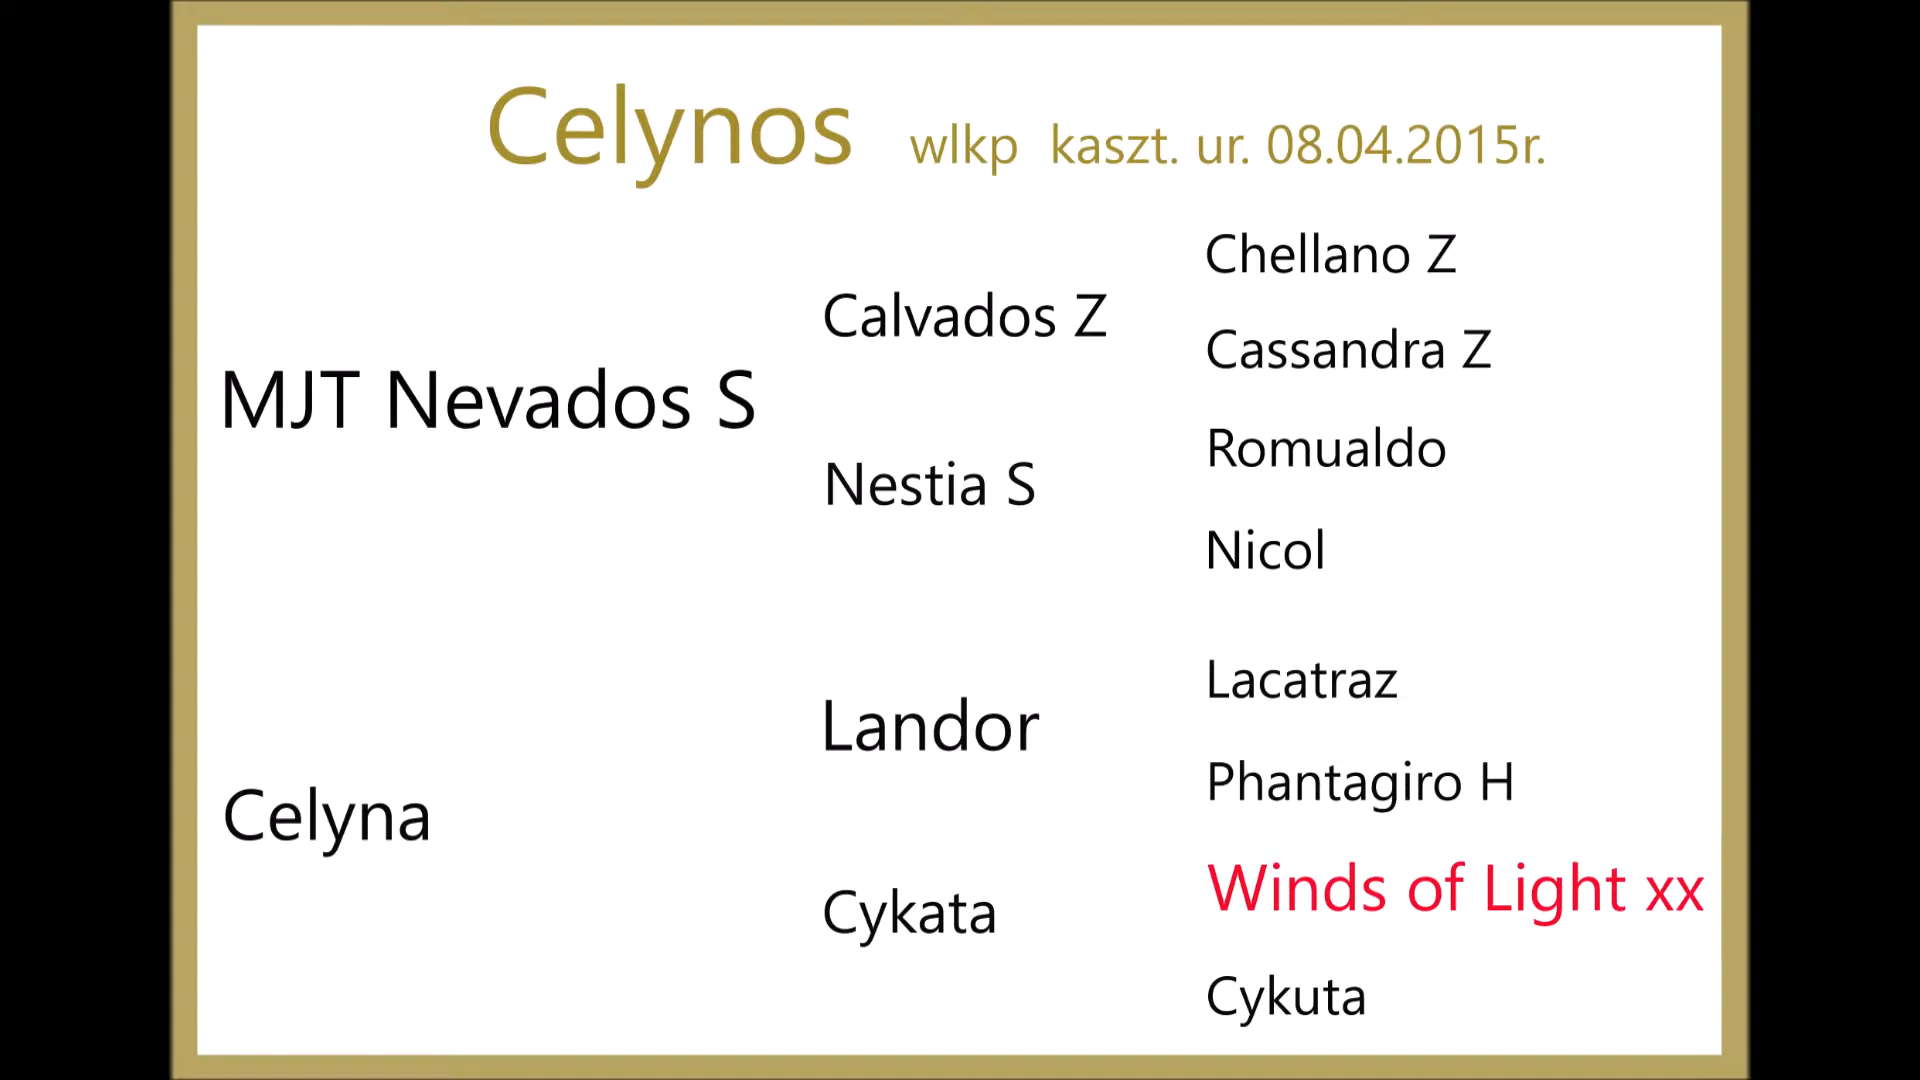 Celynos wlkp kaszt. ur. 08.04.2015r.
MJT Nevados S
Calvados Z
Chellano Z
Cassandra Z
Nestia S
Romualdo
Nicol
Celyna
Landor
Lacatraz
Phantagiro H
Cykata
Winds of Light xx
Cykuta